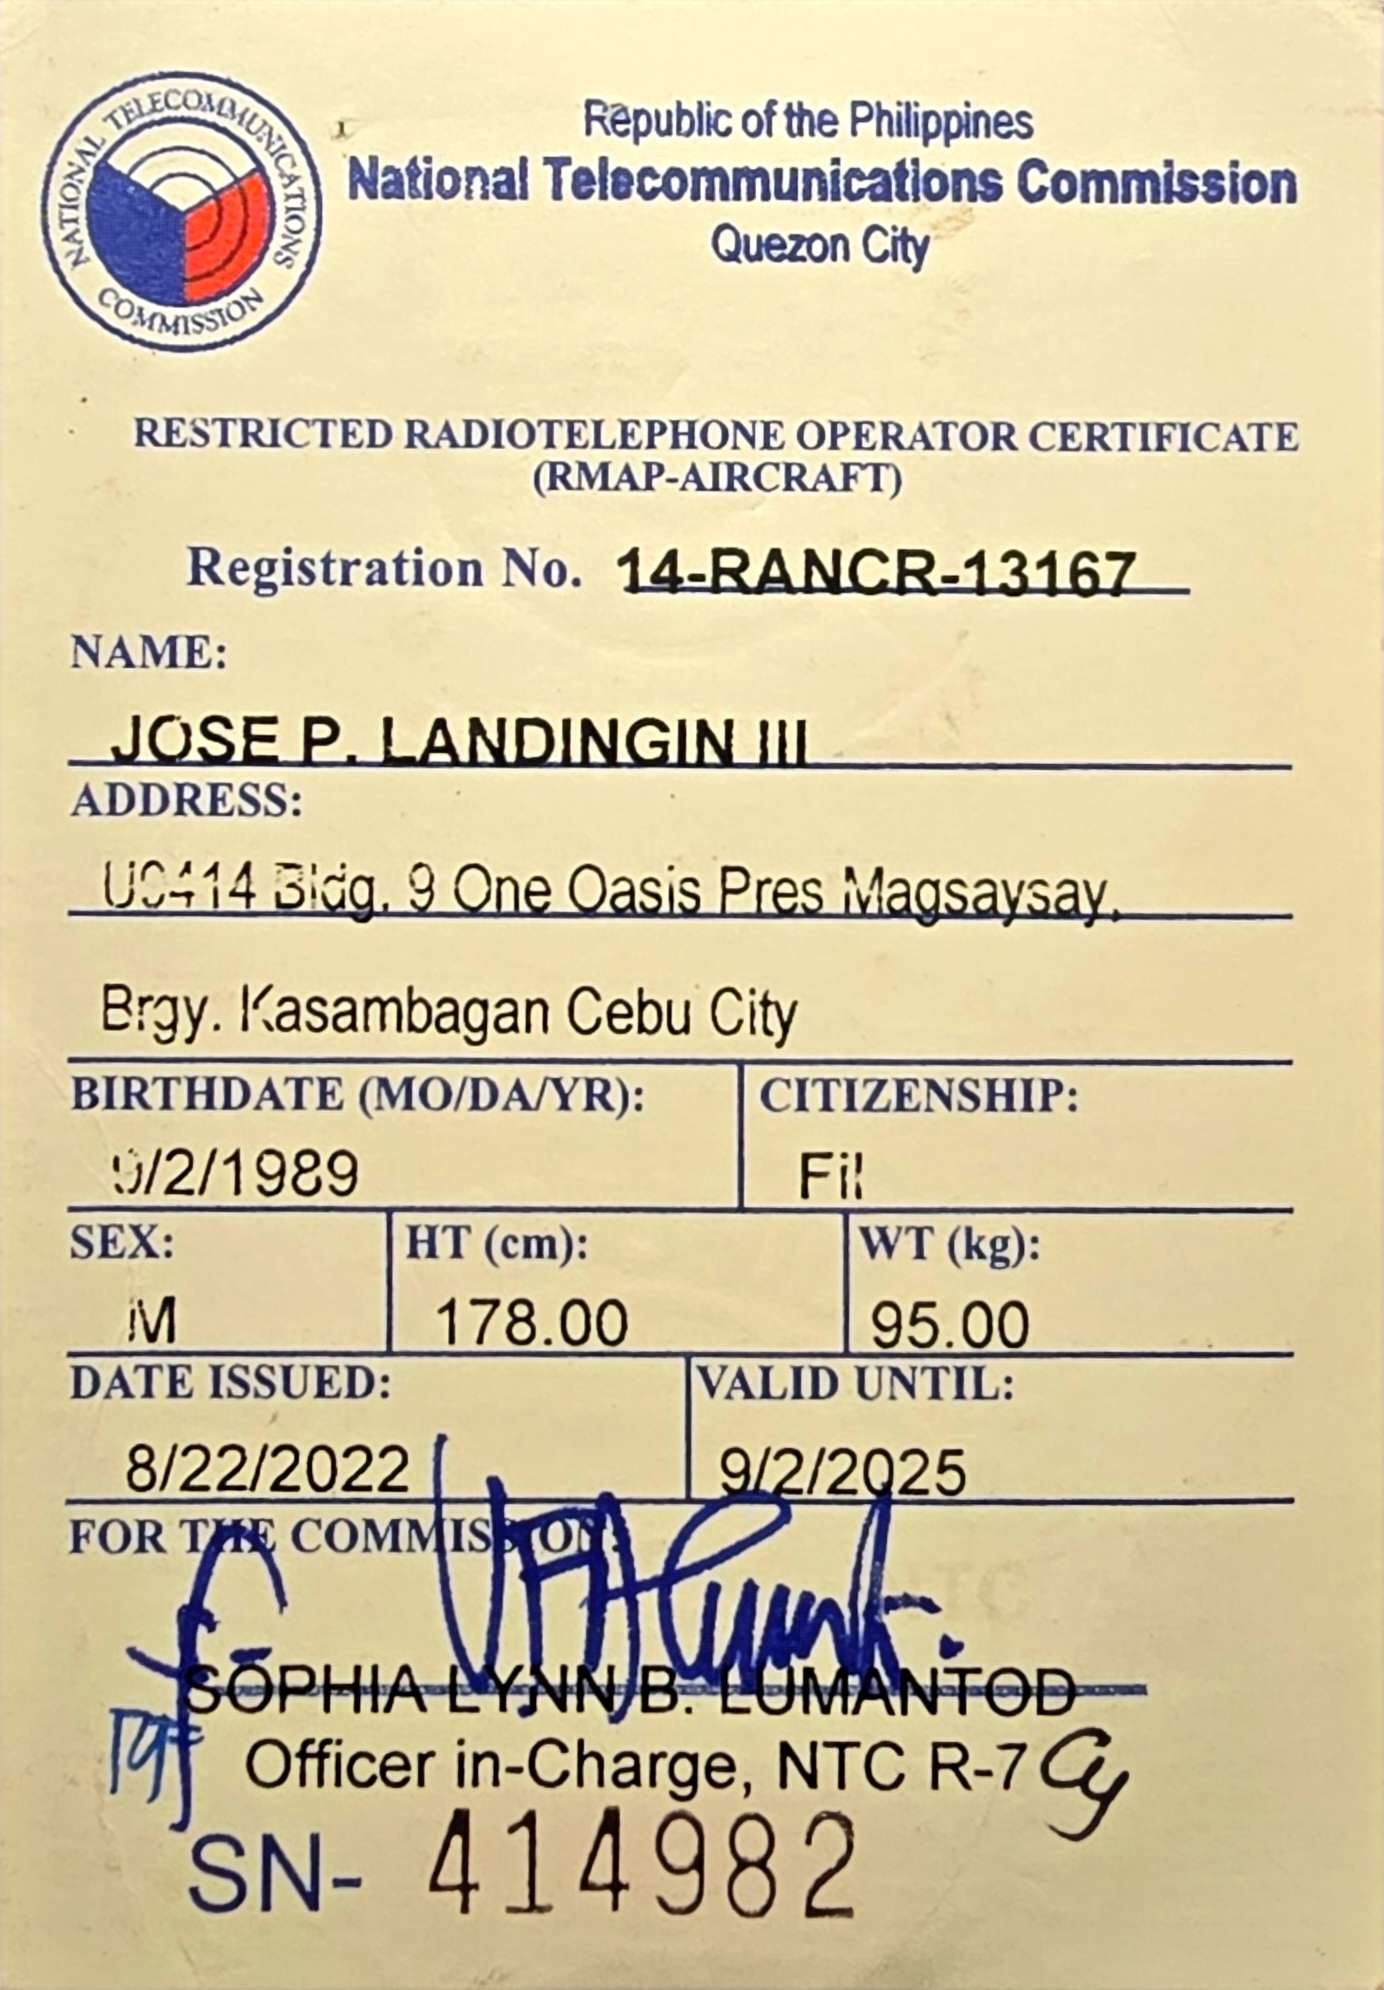 NATIONAL TELECOMMUNICATIONS COMMISSION
Republic of the Philippines
National Telecommunications Commission
Quezon City
RESTRICTED RADIOTELEPHONE OPERATOR CERTIFICATE
(RMAP-AIRCRAFT)
Registration No. 14-RANCR-13167
NAME:
JOSE P. LANDINGIN III
ADDRESS:
Bldg. 9 One Oasis Pres Magsaysay,
Brgy. Kasambagan Cebu City
BIRTHDATE (MO/DA/YR): CITIZENSHIP:
9/2/1989 Fil
SEX: HT (cm): WT (kg):
M 178.00 95.00
DATE ISSUED: VALID UNTIL:
8/22/2022 9/2/2025
FOR THE COMMISSION:
SOPHIA LYNN B. LUMANTOD
Officer in-Charge, NTC R-7
SN- 414982